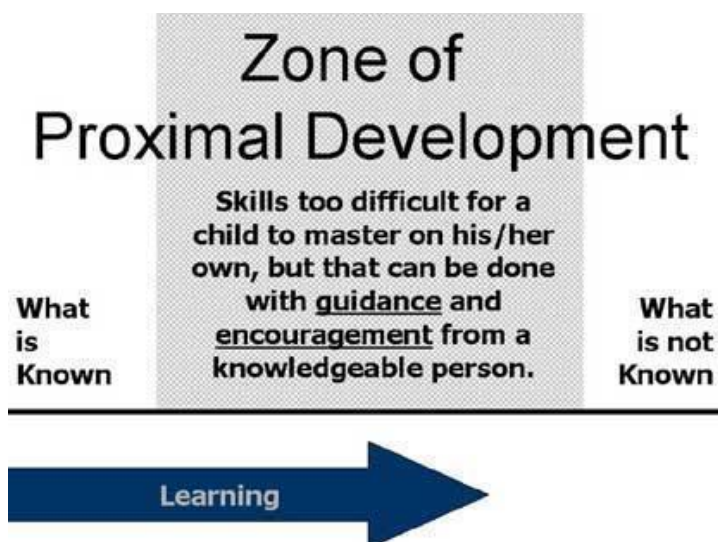 Zone of
Proximal Development
Skills too difficult for a
child to master on his/her
own, but that can be done
with guidance and
encouragement from a
knowledgeable person.
What
is
Known
What
is not
Known
Learning